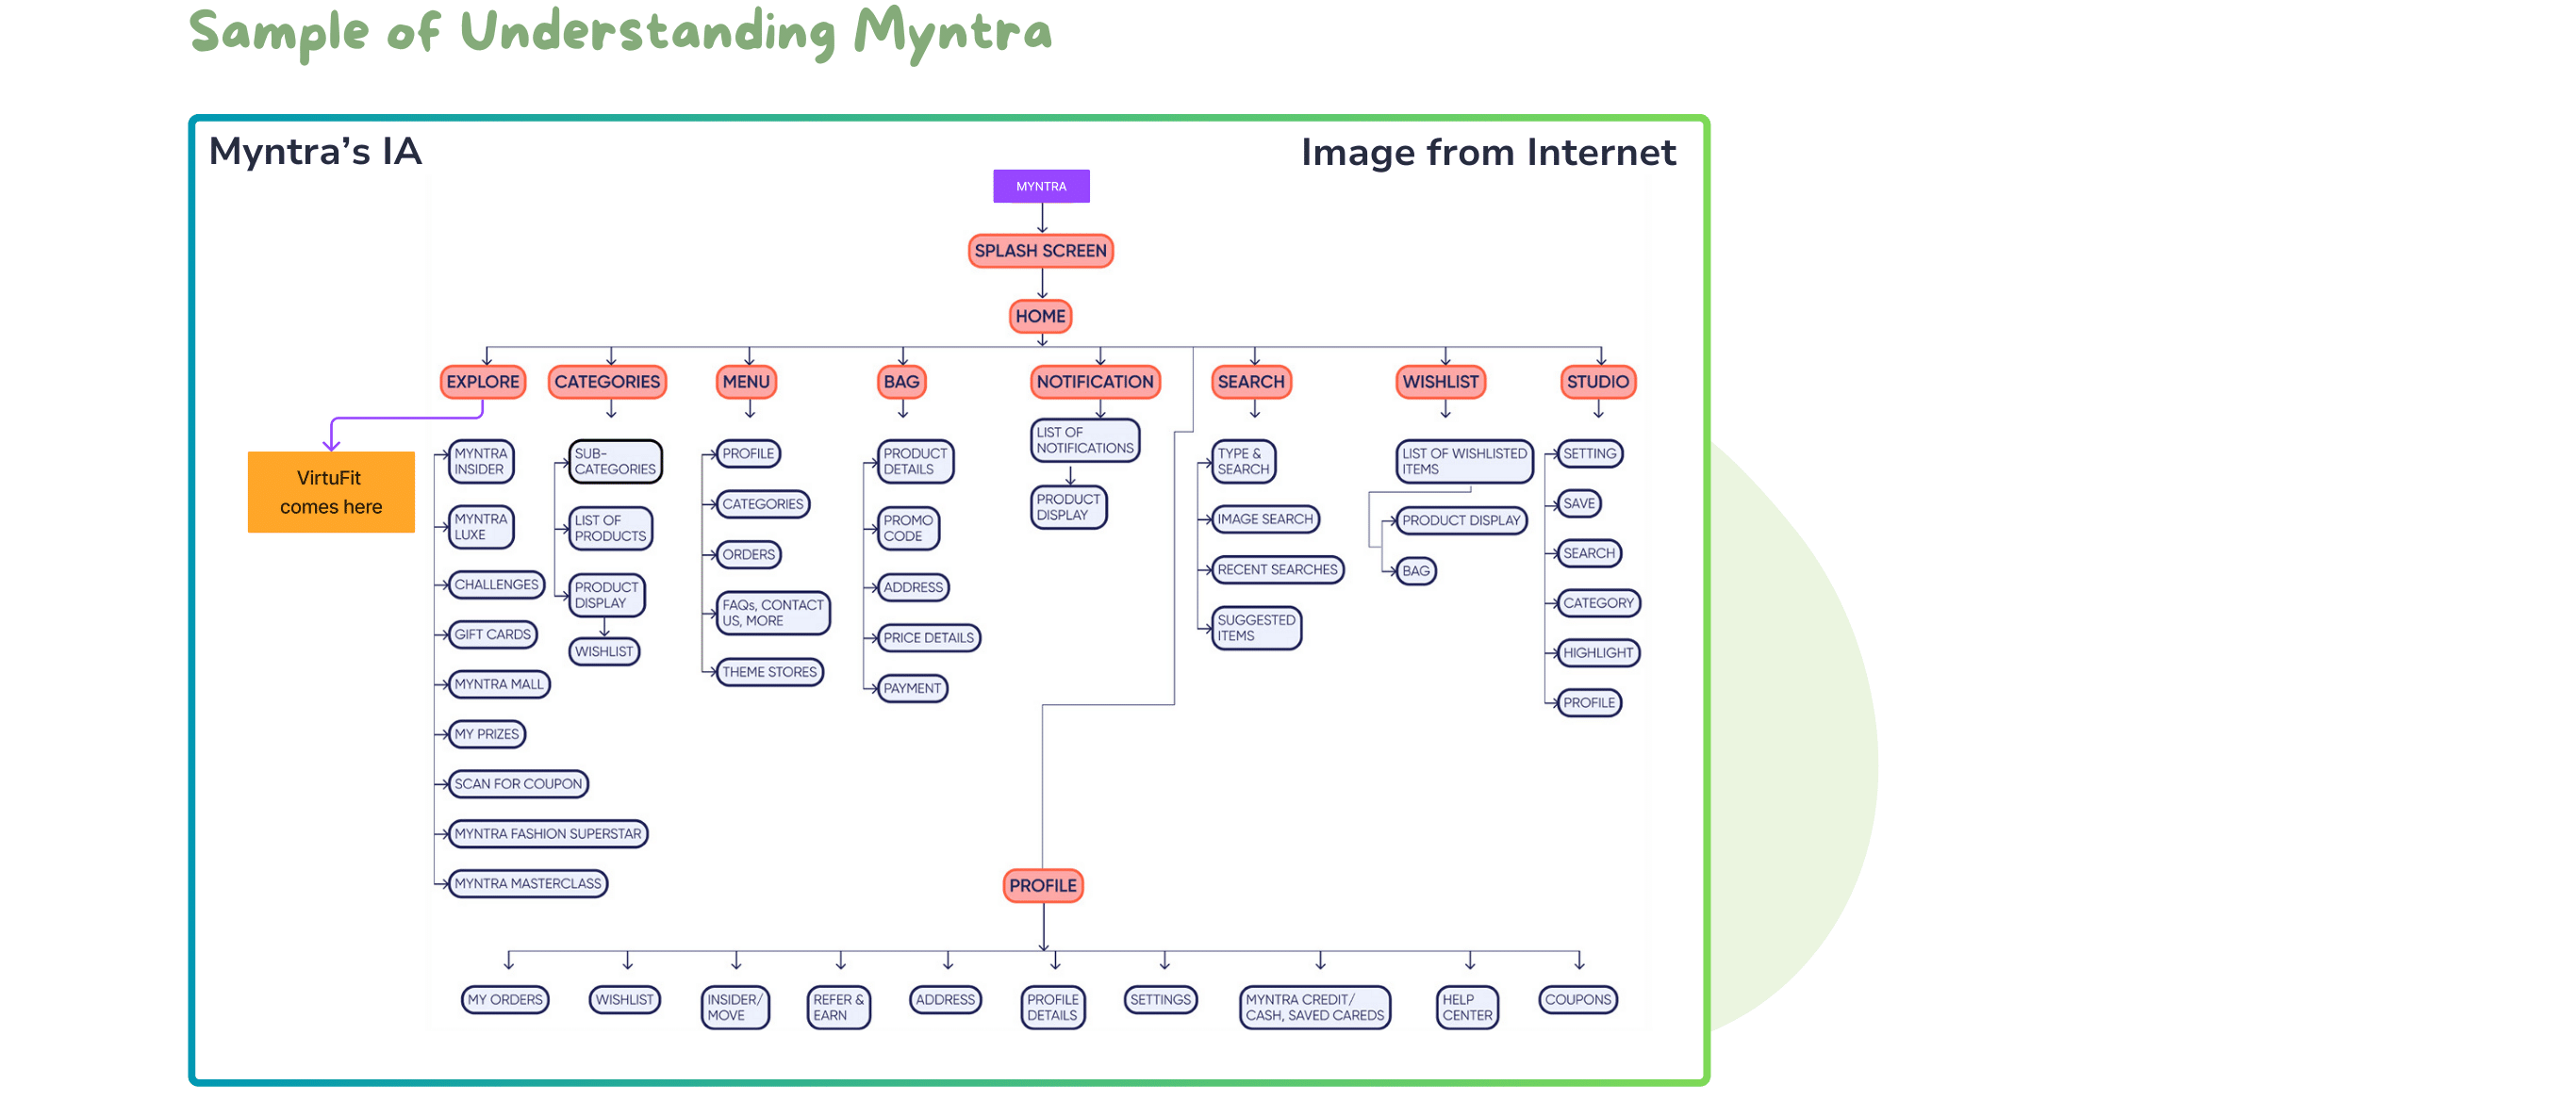 Sample of Understanding Myntra
Myntra's IA
Image from Internet
MYNTRA
SPLASH SCREEN
HOME
EXPLORE
CATEGORIES
MENU
BAG
NOTIFICATION
SEARCH
WISHLIST
STUDIO
VirtuFit
comes here
MYNTRA
INSIDER
MYNTRA
LUXE
CHALLENGES
GIFT CARDS
MYNTRA MALL
MY PRIZES
SCAN FOR COUPON
MYNTRA FASHION SUPERSTAR
MYNTRA MASTERCLASS
SUB-
CATEGORIES
LIST OF
PRODUCTS
PRODUCT
DISPLAY
WISHLIST
PROFILE
CATEGORIES
ORDERS
FAQs, CONTACT
US, MORE
THEME STORES
PRODUCT
DETAILS
PROMO
CODE
ADDRESS
PRICE DETAILS
PAYMENT
LIST OF
NOTIFICATIONS
PRODUCT
DISPLAY
TYPE &
SEARCH
IMAGE SEARCH
RECENT SEARCHES
SUGGESTED
ITEMS
LIST OF WISHLISTED
ITEMS
PRODUCT DISPLAY
BAG
SETTING
SAVE
SEARCH
CATEGORY
HIGHLIGHT
PROFILE
PROFILE
MY ORDERS
WISHLIST
INSIDER/
MOVE
REFER &
EARN
ADDRESS
PROFILE
DETAILS
SETTINGS
MYNTRA CREDIT/
CASH, SAVED CAREDS
HELP
CENTER
COUPONS